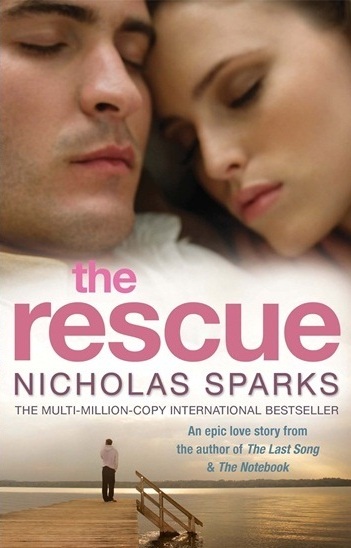 the
rescue
NICHOLAS SPARKS
THE MULTI-MILLION-COPY INTERNATIONAL BESTSELLER
An epic love story from
the author of The Last Song
& The Notebook